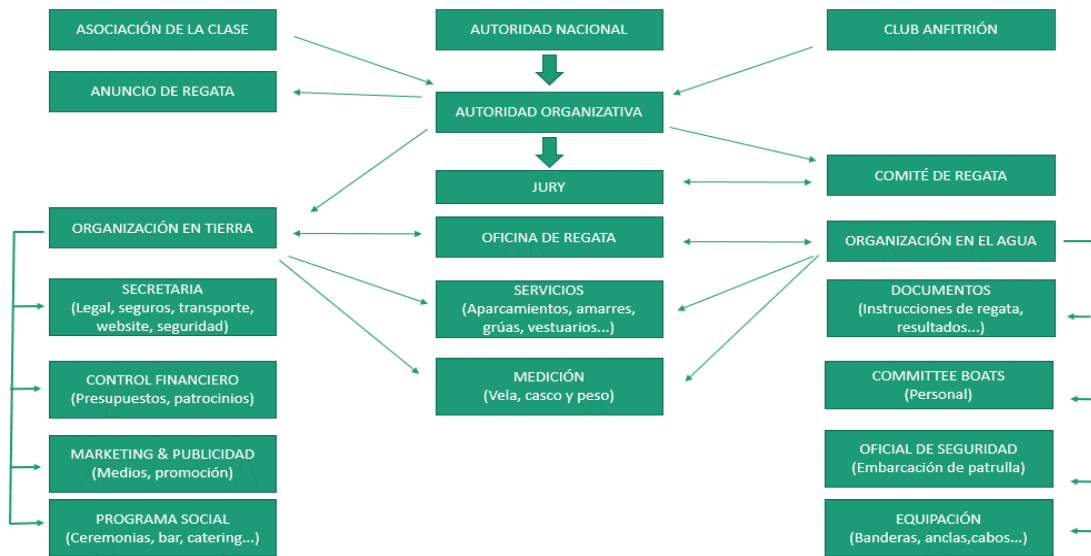 ASOCIACIÓN DE LA CLASE
AUTORIDAD NACIONAL
CLUB ANFITRIÓN
ANUNCIO DE REGATA
AUTORIDAD ORGANIZATIVA
JURY
COMITÉ DE REGATA
ORGANIZACIÓN EN TIERRA
OFICINA DE REGATA
ORGANIZACIÓN EN EL AGUA
SECRETARIA
(Legal, seguros, transporte,
website, seguridad)
SERVICIOS
(Aparcamientos, amarres,
grúas, vestuarios...)
DOCUMENTOS
(Instrucciones de regata,
resultados...)
CONTROL FINANCIERO
(Presupuestos, patrocinios)
MEDICIÓN
(Vela, casco y peso)
COMMITTEE BOATS
(Personal)
MARKETING & PUBLICIDAD
(Medios, promoción)
OFICIAL DE SEGURIDAD
(Embarcación de patrulla)
PROGRAMA SOCIAL
(Ceremonias, bar, catering...)
EQUIPACIÓN
(Banderas, anclas,cabos...)